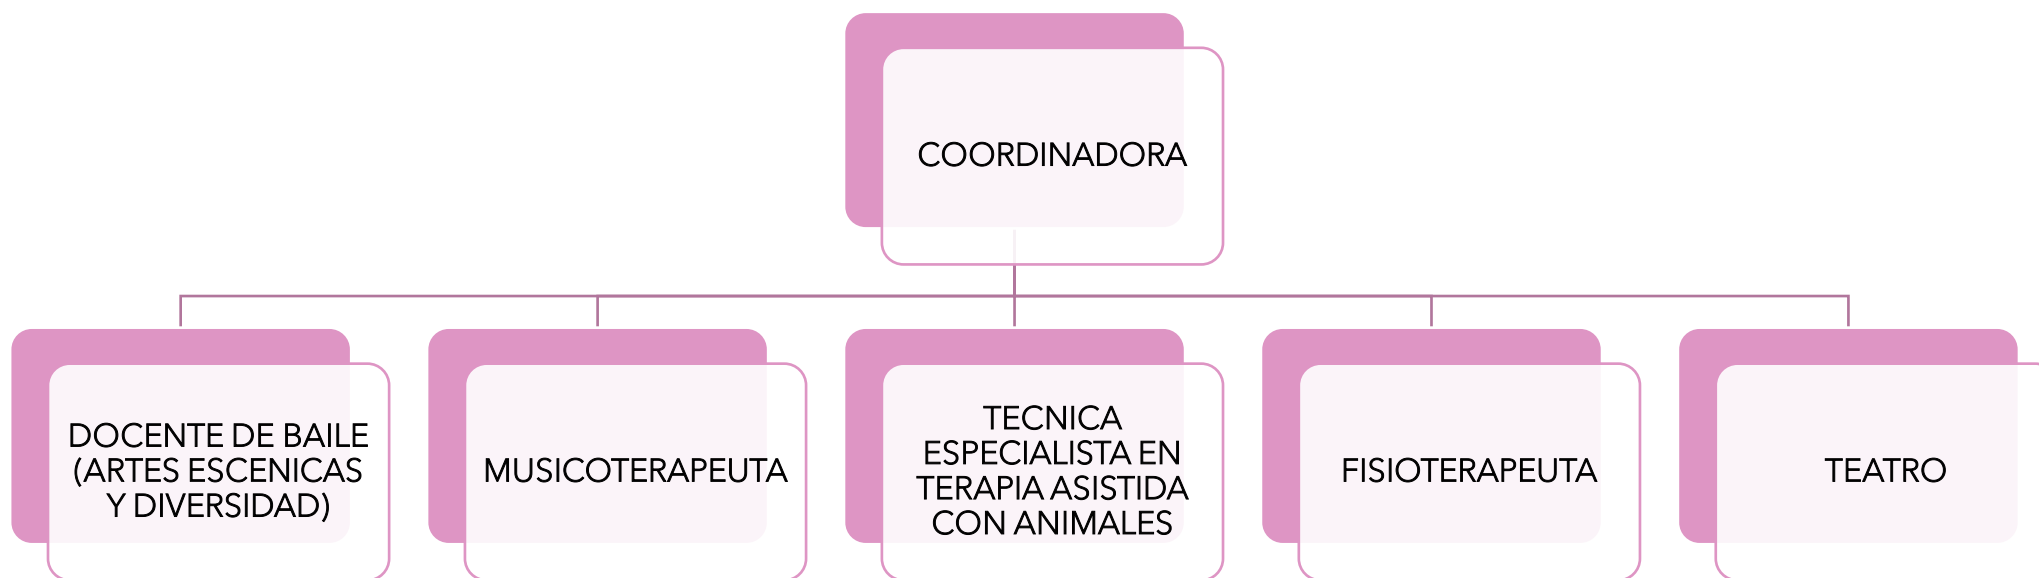 COORDINADORA
DOCENTE DE BAILE
(ARTES ESCENICAS
Y DIVERSIDAD)
MUSICOTERAPEUTA
TECNICA
ESPECIALISTA EN
TERAPIA ASISTIDA
CON ANIMALES
FISIOTERAPEUTA
TEATRO